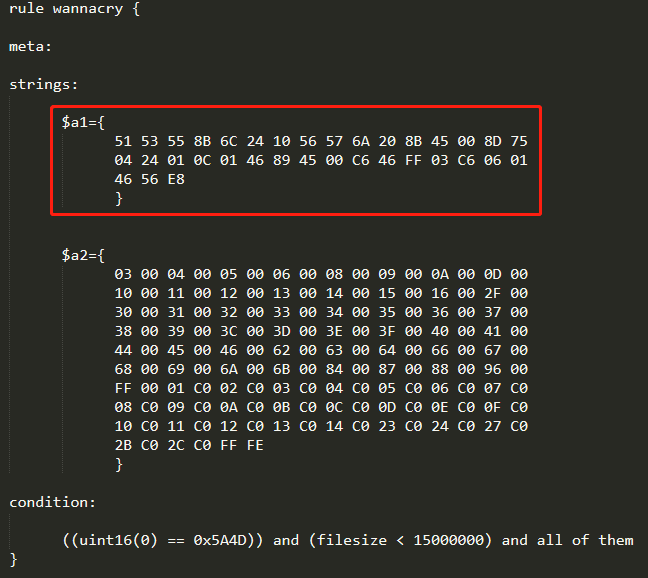 rule wannacry {
meta:
strings:
$a1={
51 53 55 8B 6C 24 10 56 57 6A 20 8B 45 00 8D 75
04 24 01 0C 01 46 89 45 00 C6 46 FF 03 C6 06 01
46 56 E8
}
$a2={
03 00 04 00 05 00 06 00 08 00 09 00 0A 00 0D 00
10 00 11 00 12 00 13 00 14 00 15 00 16 00 2F 00
30 00 31 00 32 00 33 00 34 00 35 00 36 00 37 00
38 00 39 00 3C 00 3D 00 3E 00 3F 00 40 00 41 00
44 00 45 00 46 00 62 00 63 00 64 00 66 00 67 00
68 00 69 00 6A 00 6B 00 84 00 87 00 88 00 96 00
FF 00 01 C0 02 C0 03 C0 04 C0 05 C0 06 C0 07 C0
08 C0 09 C0 0A C0 0B C0 0C C0 0D C0 0E C0 0F C0
10 C0 11 C0 12 C0 13 C0 14 C0 23 C0 24 C0 27 C0
2B C0 2C C0 FF FE
}
condition:
((uint16(0) == 0x5A4D)) and (filesize < 15000000) and all of them
}